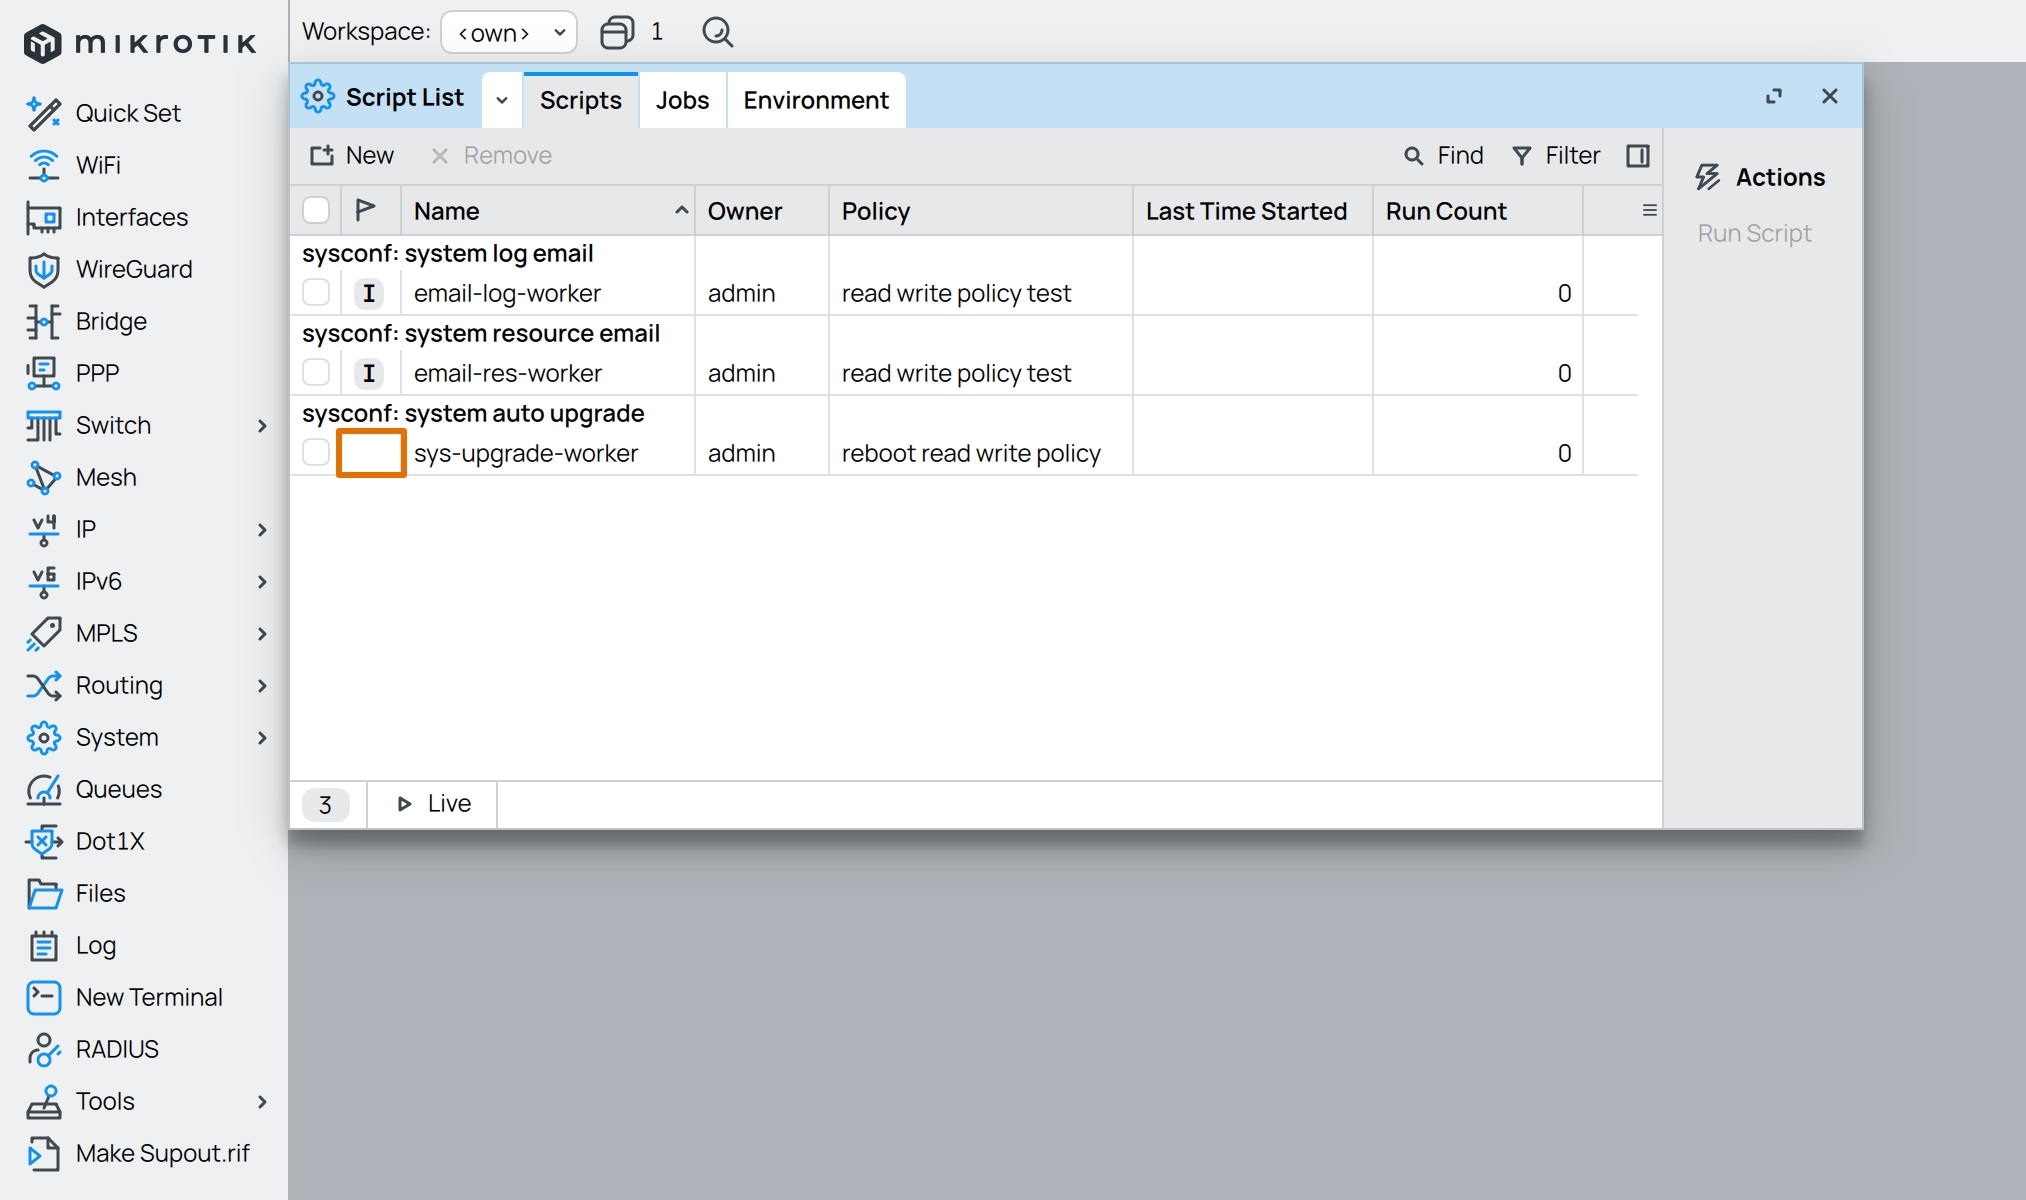 mikrotik
Workspace: <own> 1
Quick Set
WiFi
Interfaces
WireGuard
Bridge
PPP
Switch
Mesh
v4 IP
v6 IPv6
MPLS
Routing
System
Queues
Dot1X
Files
Log
New Terminal
RADIUS
Tools
Make Supout.rif
Script List Scripts Jobs Environment
New Remove Find Filter
Name Owner Policy Last Time Started Run Count
sysconf: system log email
I email-log-worker admin read write policy test 0
sysconf: system resource email
I email-res-worker admin read write policy test 0
sysconf: system auto upgrade
sys-upgrade-worker admin reboot read write policy 0
3 Live
Actions
Run Script